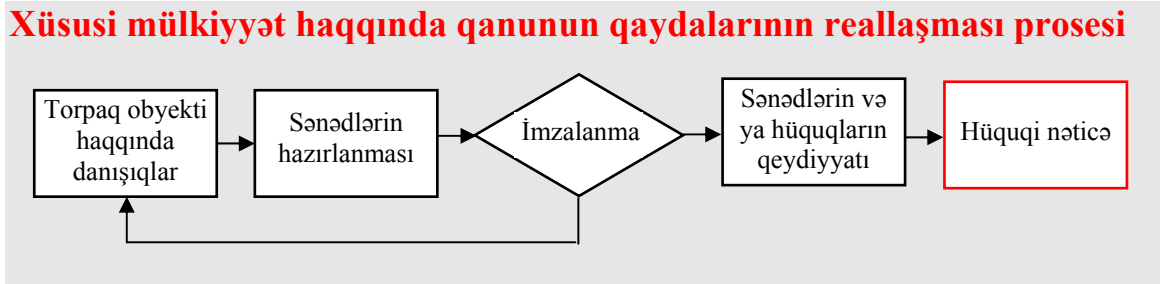 Xüsusi mülkiyyət haqqında qanunun qaydalarının reallaşması prosesi
Torpaq obyekti
haqqında
danışıqlar
Sənədlərin
hazırlanması
İmzalanma
Sənədlərin və
ya hüquqların
qeydiyyatı
Hüquqi nəticə